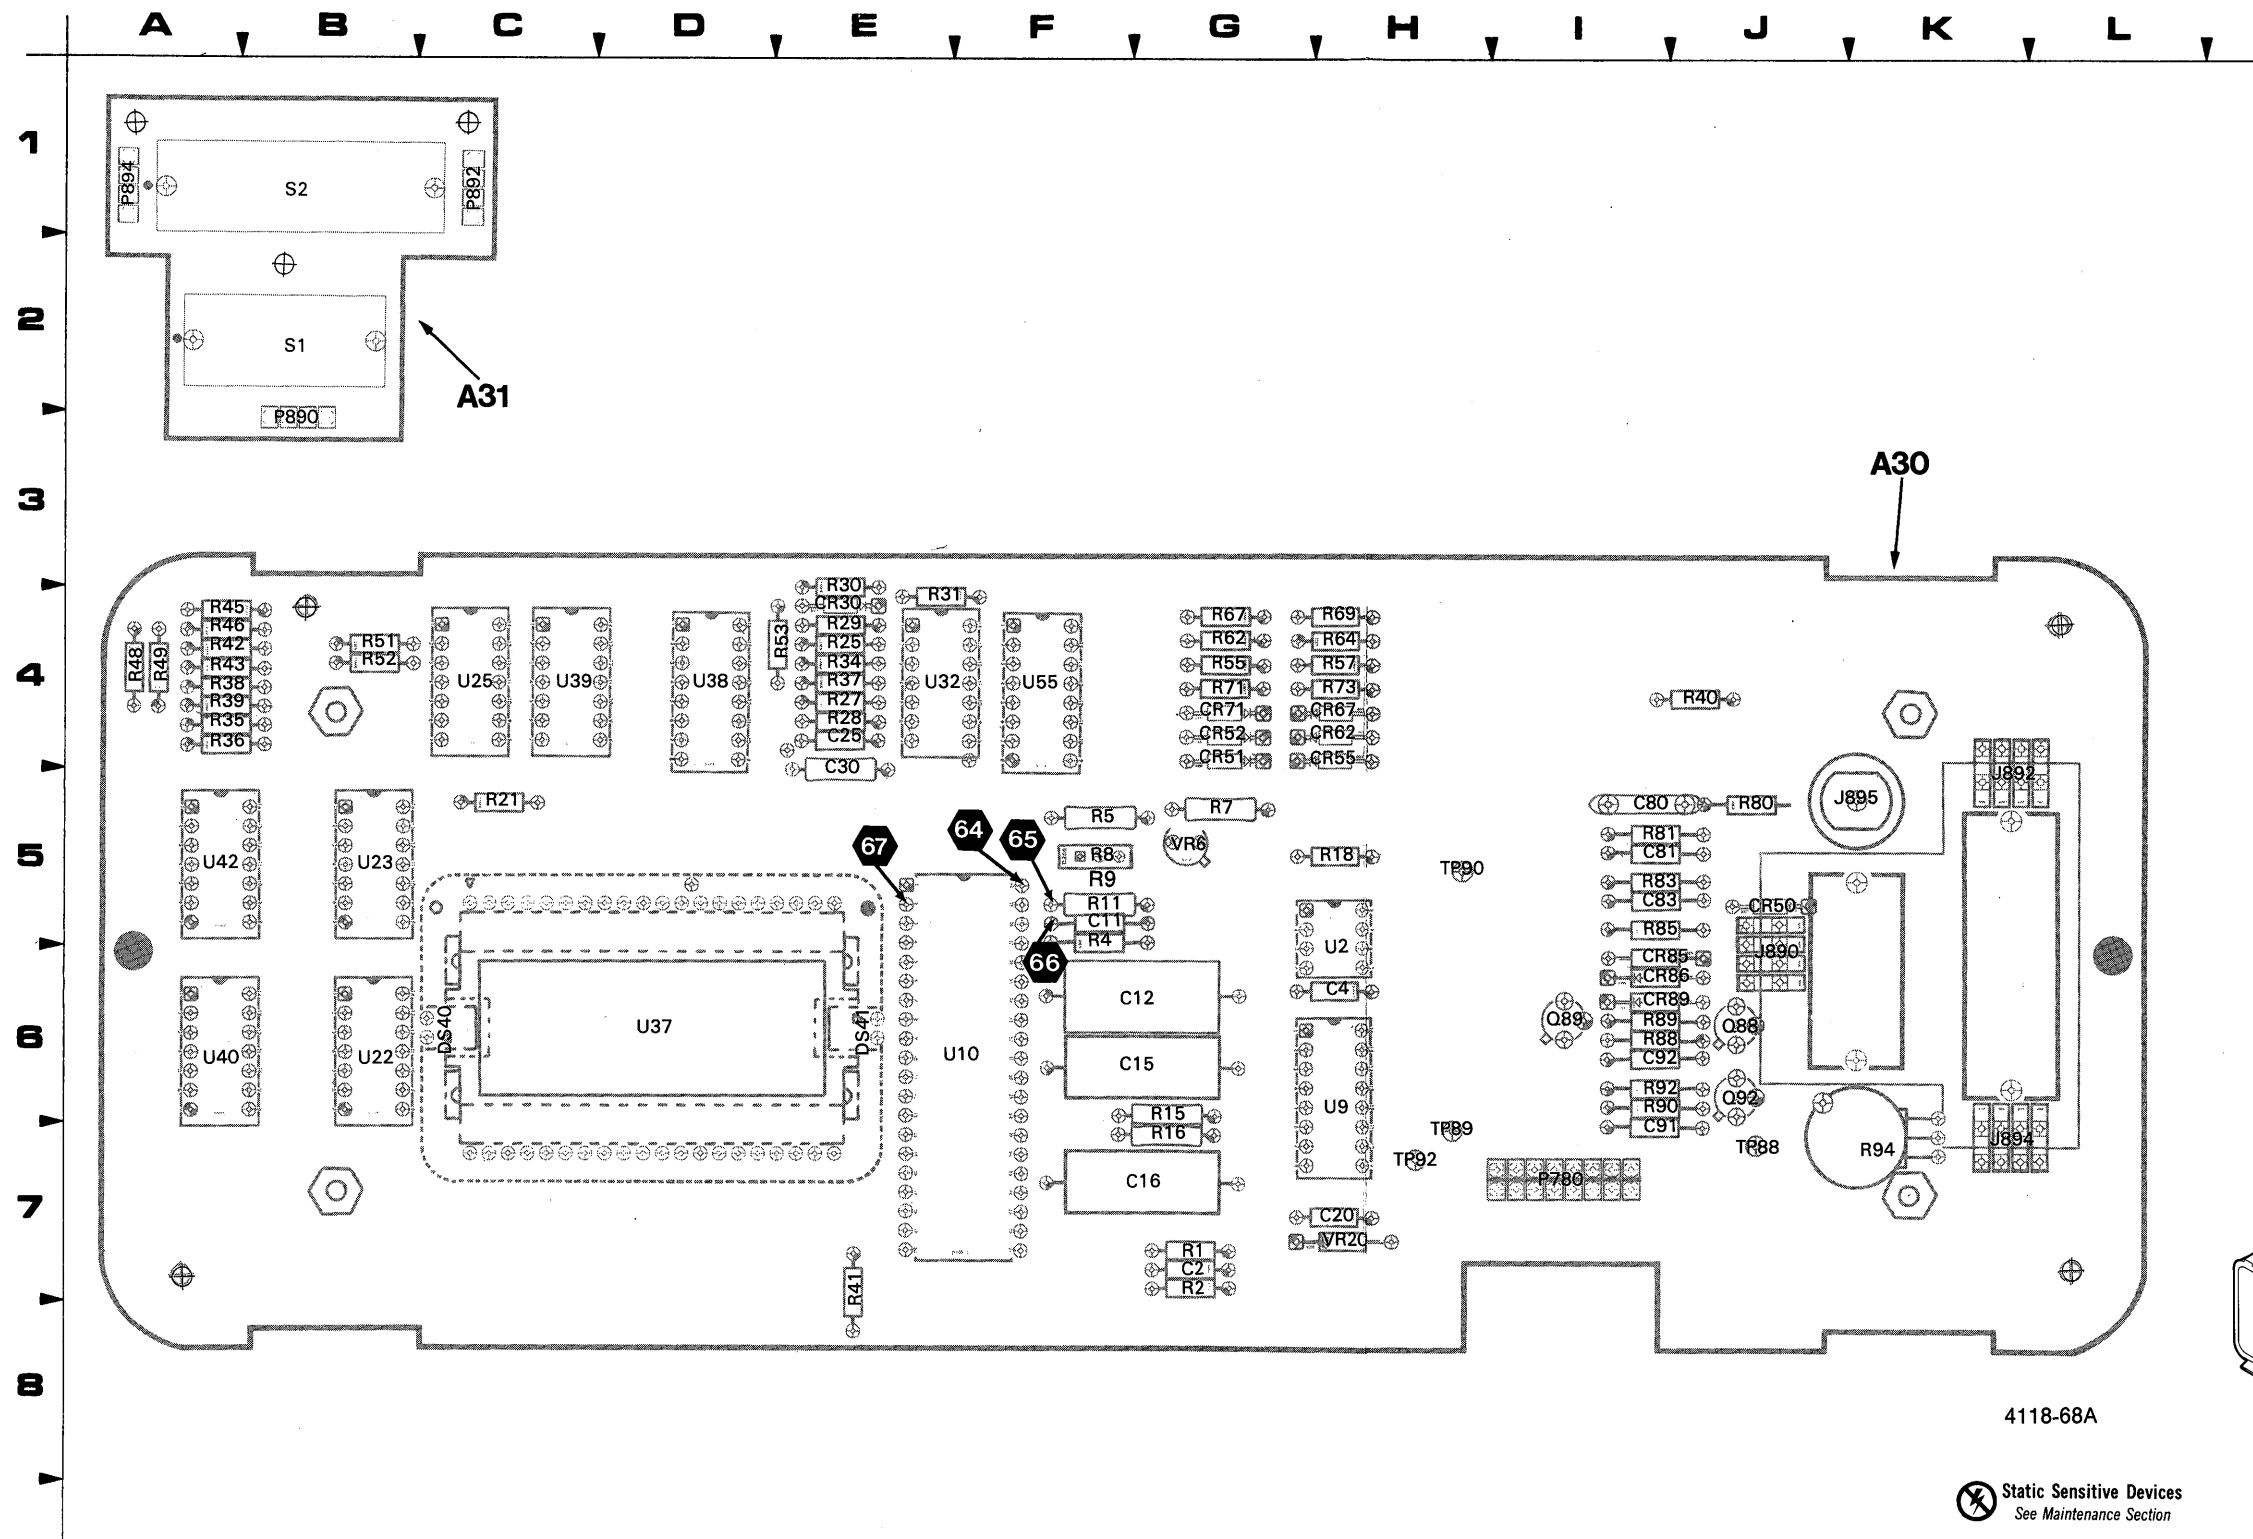 A B C D E F G H I J K L
1
P894
S2
P892
2
S1
A31
P890
3
A30
4
R48
R49
R45
R46
R42
R43
R38
R39
R35
R36
R51
R52
U25
U39
U38
R53
R30
CR30
R29
R25
R34
R37
R27
R28
C25
C30
R31
U32
U55
R67
R62
R55
R71
CR71
CR52
CR51
R69
R64
R57
R73
CR67
CR62
CR55
R40
J892
5
U42
U23
R21
67
64
65
R5
R7
R8
VR6
R9
R11
C11
R4
66
R18
TP90
U2
C80
R80
J895
R81
C81
R83
C83
R85
CR50
J890
CR85
CR86
6
U40
U22
DS40
U37
DS41
U10
C12
C15
R15
R16
C4
U9
Q89
CR89
R89
R88
C92
R92
R90
C91
Q88
Q92
7
C16
TP89
TP92
TP88
R94
J894
P780
C20
VR20
R1
C2
R2
R41
8
4118-68A
Static Sensitive Devices
See Maintenance Section